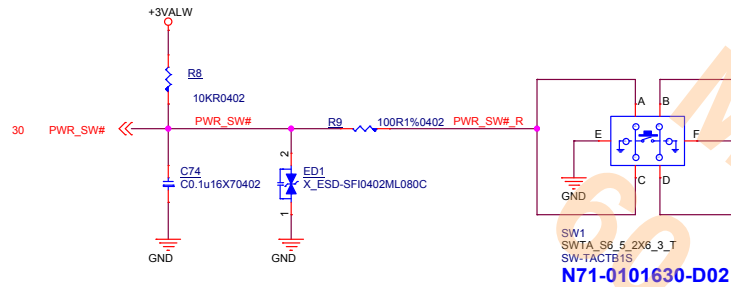 +3VALW
R8
10KR0402
30 PWR_SW# PWR_SW# R9 100R1%0402 PWR_SW#_R
A B
E F
C D
C74
C0.1u16X70402
2
ED1
X_ESD-SFI0402ML080C
1
GND
GND
GND
SW1
SWTA_S6_5_2X6_3_T
SW-TACTB1S
N71-0101630-D02